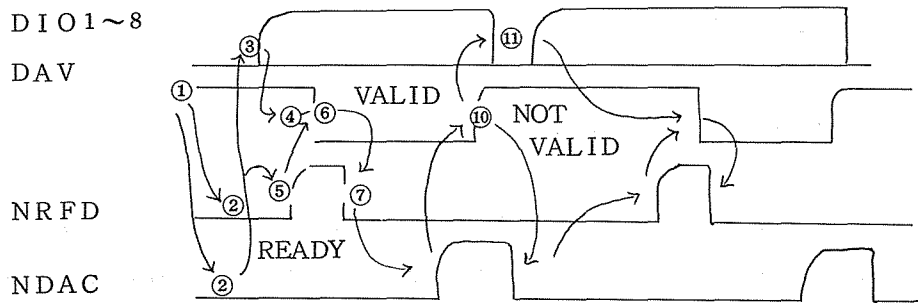 DIO1~8
③
⑪
DAV
①
VALID
④
⑥
⑩
NOT
VALID
⑤
⑦
NRFD
②
READY
NDAC
②